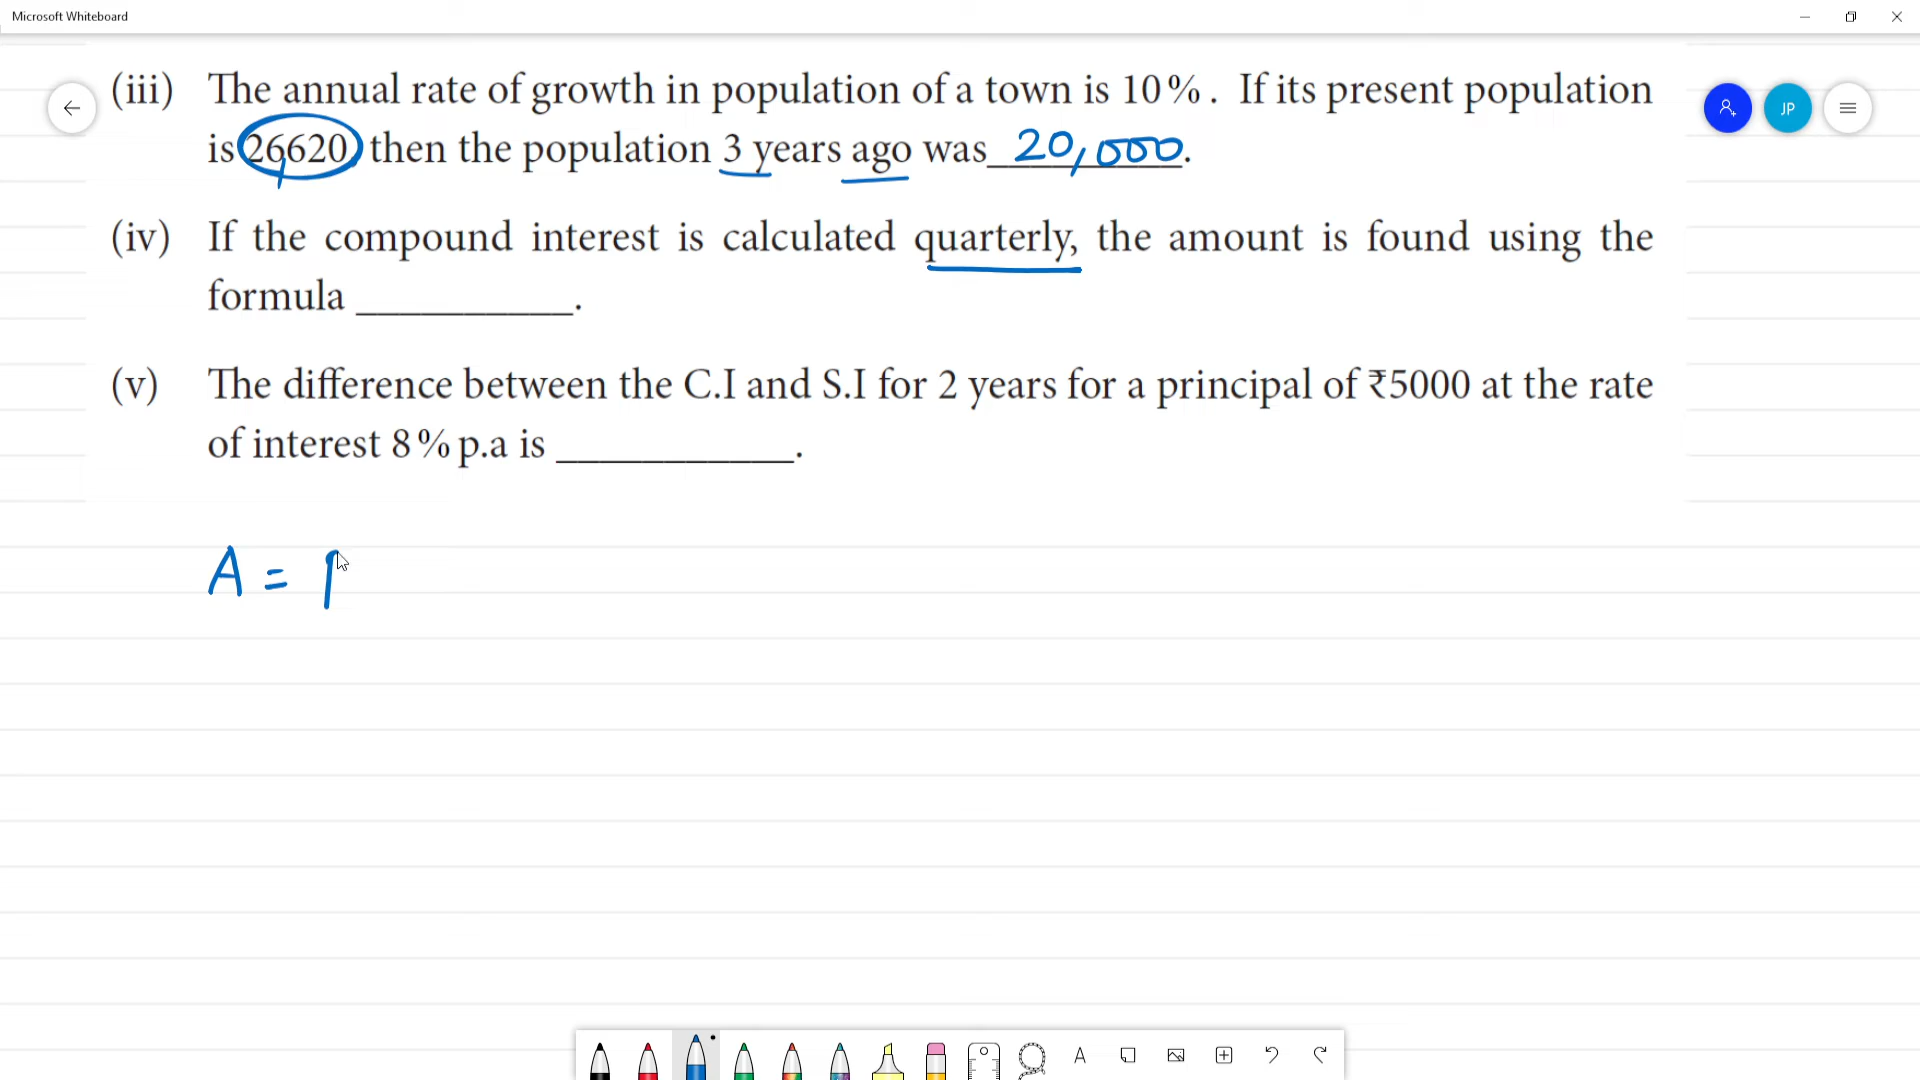 Microsoft Whiteboard
(iii) The annual rate of growth in population of a town is 10%. If its present population
is 26620, then the population 3 years ago was 20,000.
JP
(iv) If the compound interest is calculated quarterly, the amount is found using the
formula __________.
(v) The difference between the C.I and S.I for 2 years for a principal of ₹5000 at the rate
of interest 8% p.a is ___________.
A = P
A